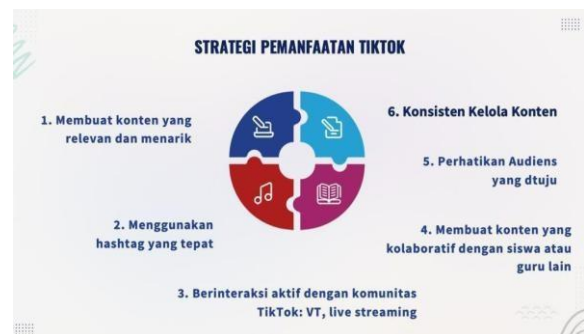 STRATEGI PEMANFAATAN TIKTOK
1. Membuat konten yang
relevan dan menarik
2. Menggunakan
hashtag yang tepat
3. Berinteraksi aktif dengan komunitas
TikTok: VT, live streaming
4. Membuat konten yang
kolaboratif dengan siswa atau
guru lain
5. Perhatikan Audiens
yang dtuju
6. Konsisten Kelola Konten